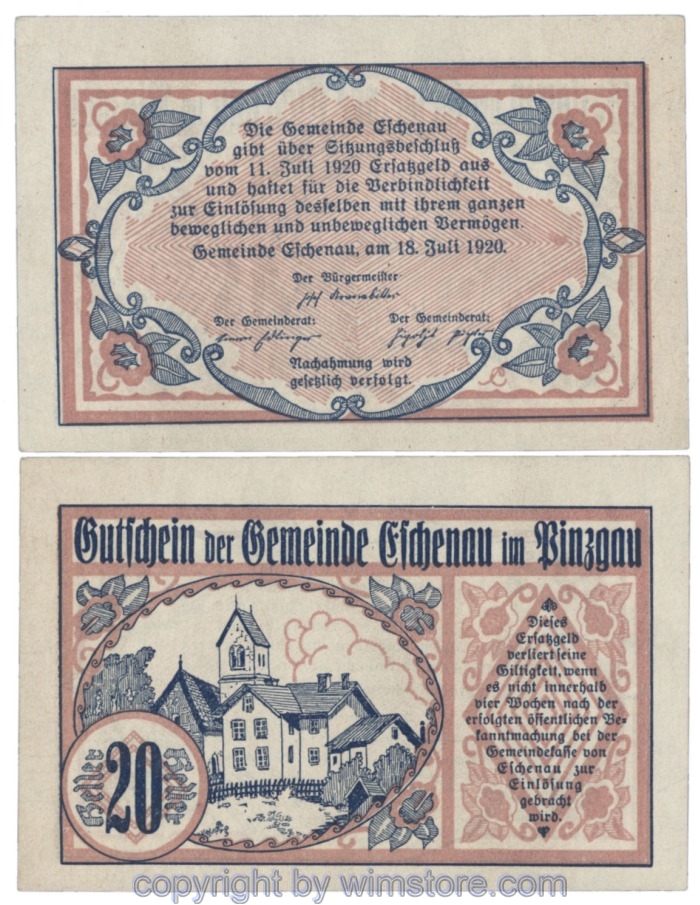 Die Gemeinde Eſchenau
gibt über Sitzungsbeſchluß
vom 11. Juli 1920 Erſatzgeld aus
und haftet für die Verbindlichkeit
zur Einlöſung desſelben mit ihrem ganzen
beweglichen und unbeweglichen Vermögen.
Gemeinde Eſchenau, am 18. Juli 1920.
Der Bürgermeiſter
Der Gemeinderat: Der Gemeinderat:
Nachahmung wird
geſetzlich verfolgt.
Gutſchein der Gemeinde Eſchenau im Pinzgau
Dieſes
Erſatzgeld
verliert ſeine
Giltigkeit, wenn
es nicht innerhalb
vier Wochen nach der
erfolgten öffentlichen Be-
kanntmachung bei der
Gemeindekaſſe von
Eſchenau zur
Einlöſung
gebracht
wird.
Heller 20 Heller
copyright by wimstore.com